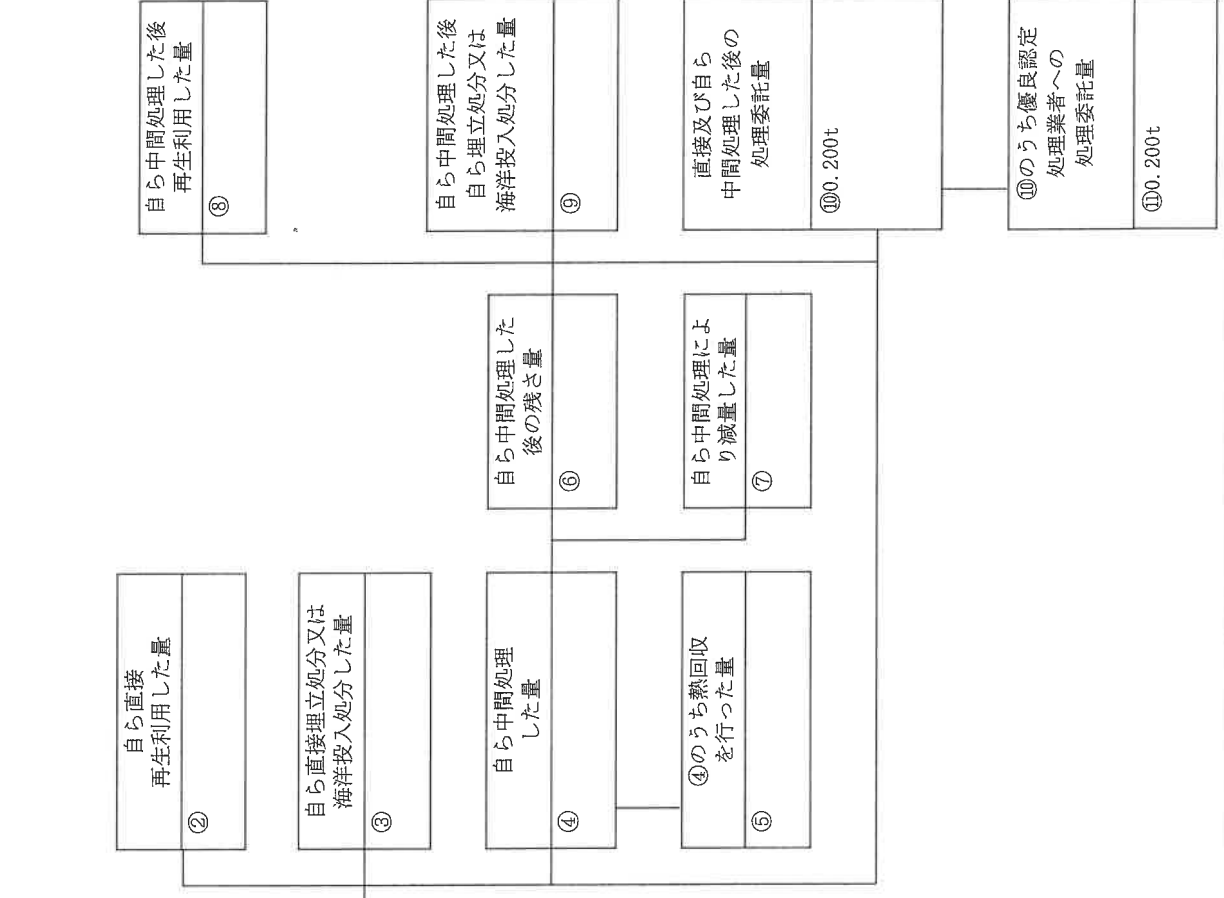 自ら直接
再生利用した量
②
自ら直接埋立処分又は
海洋投入処分した量
③
自ら中間処理
した量
④
④のうち熱回収
を行った量
⑤
自ら中間処理した
後の残さ量
⑥
自ら中間処理によ
り減量した量
⑦
自ら中間処理した後
再生利用した量
⑧
自ら中間処理した後
自ら埋立処分又は
海洋投入処分した量
⑨
直接及び自ら
中間処理した後の
処理委託量
⑩0.200t
⑩のうち優良認定
処理業者への
処理委託量
⑪0.200t